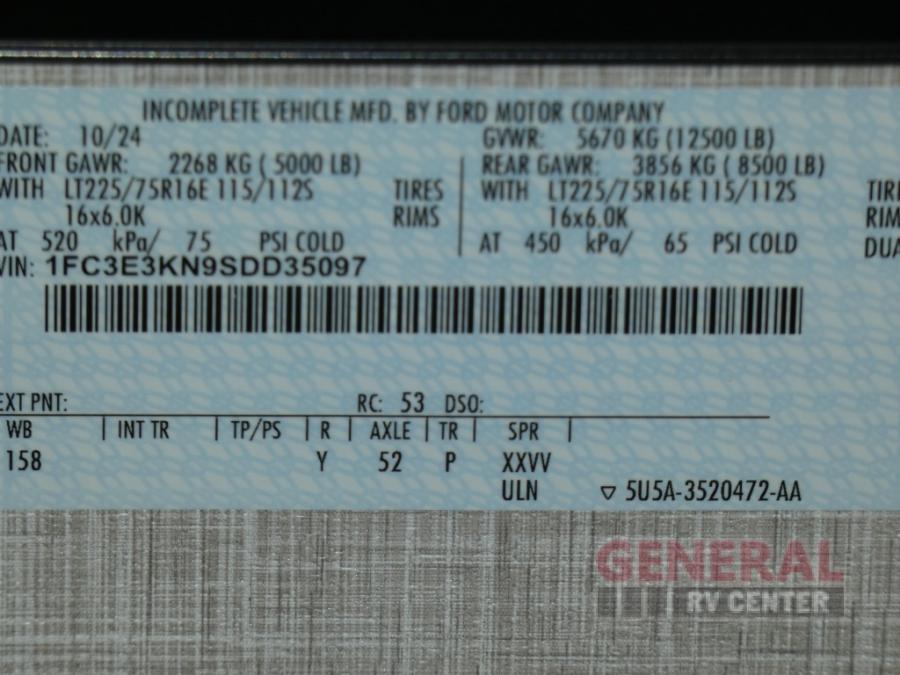 INCOMPLETE VEHICLE MFD. BY FORD MOTOR COMPANY
DATE: 10/24 GVWR: 5670 KG (12500 LB)
FRONT GAWR: 2268 KG ( 5000 LB) REAR GAWR: 3856 KG ( 8500 LB)
WITH LT225/75R16E 115/112S TIRES WITH LT225/75R16E 115/112S TIRE
16x6.0K RIMS 16x6.0K RIM
AT 520 kPa/ 75 PSI COLD AT 450 kPa/ 65 PSI COLD DUA
VIN: 1FC3E3KN9SDD35097
EXT PNT: RC: 53 DSO:
WB INT TR TP/PS R AXLE TR SPR
158 Y 52 P XXVV
ULN ▽ 5U5A-3520472-AA
GENERAL
RV CENTER